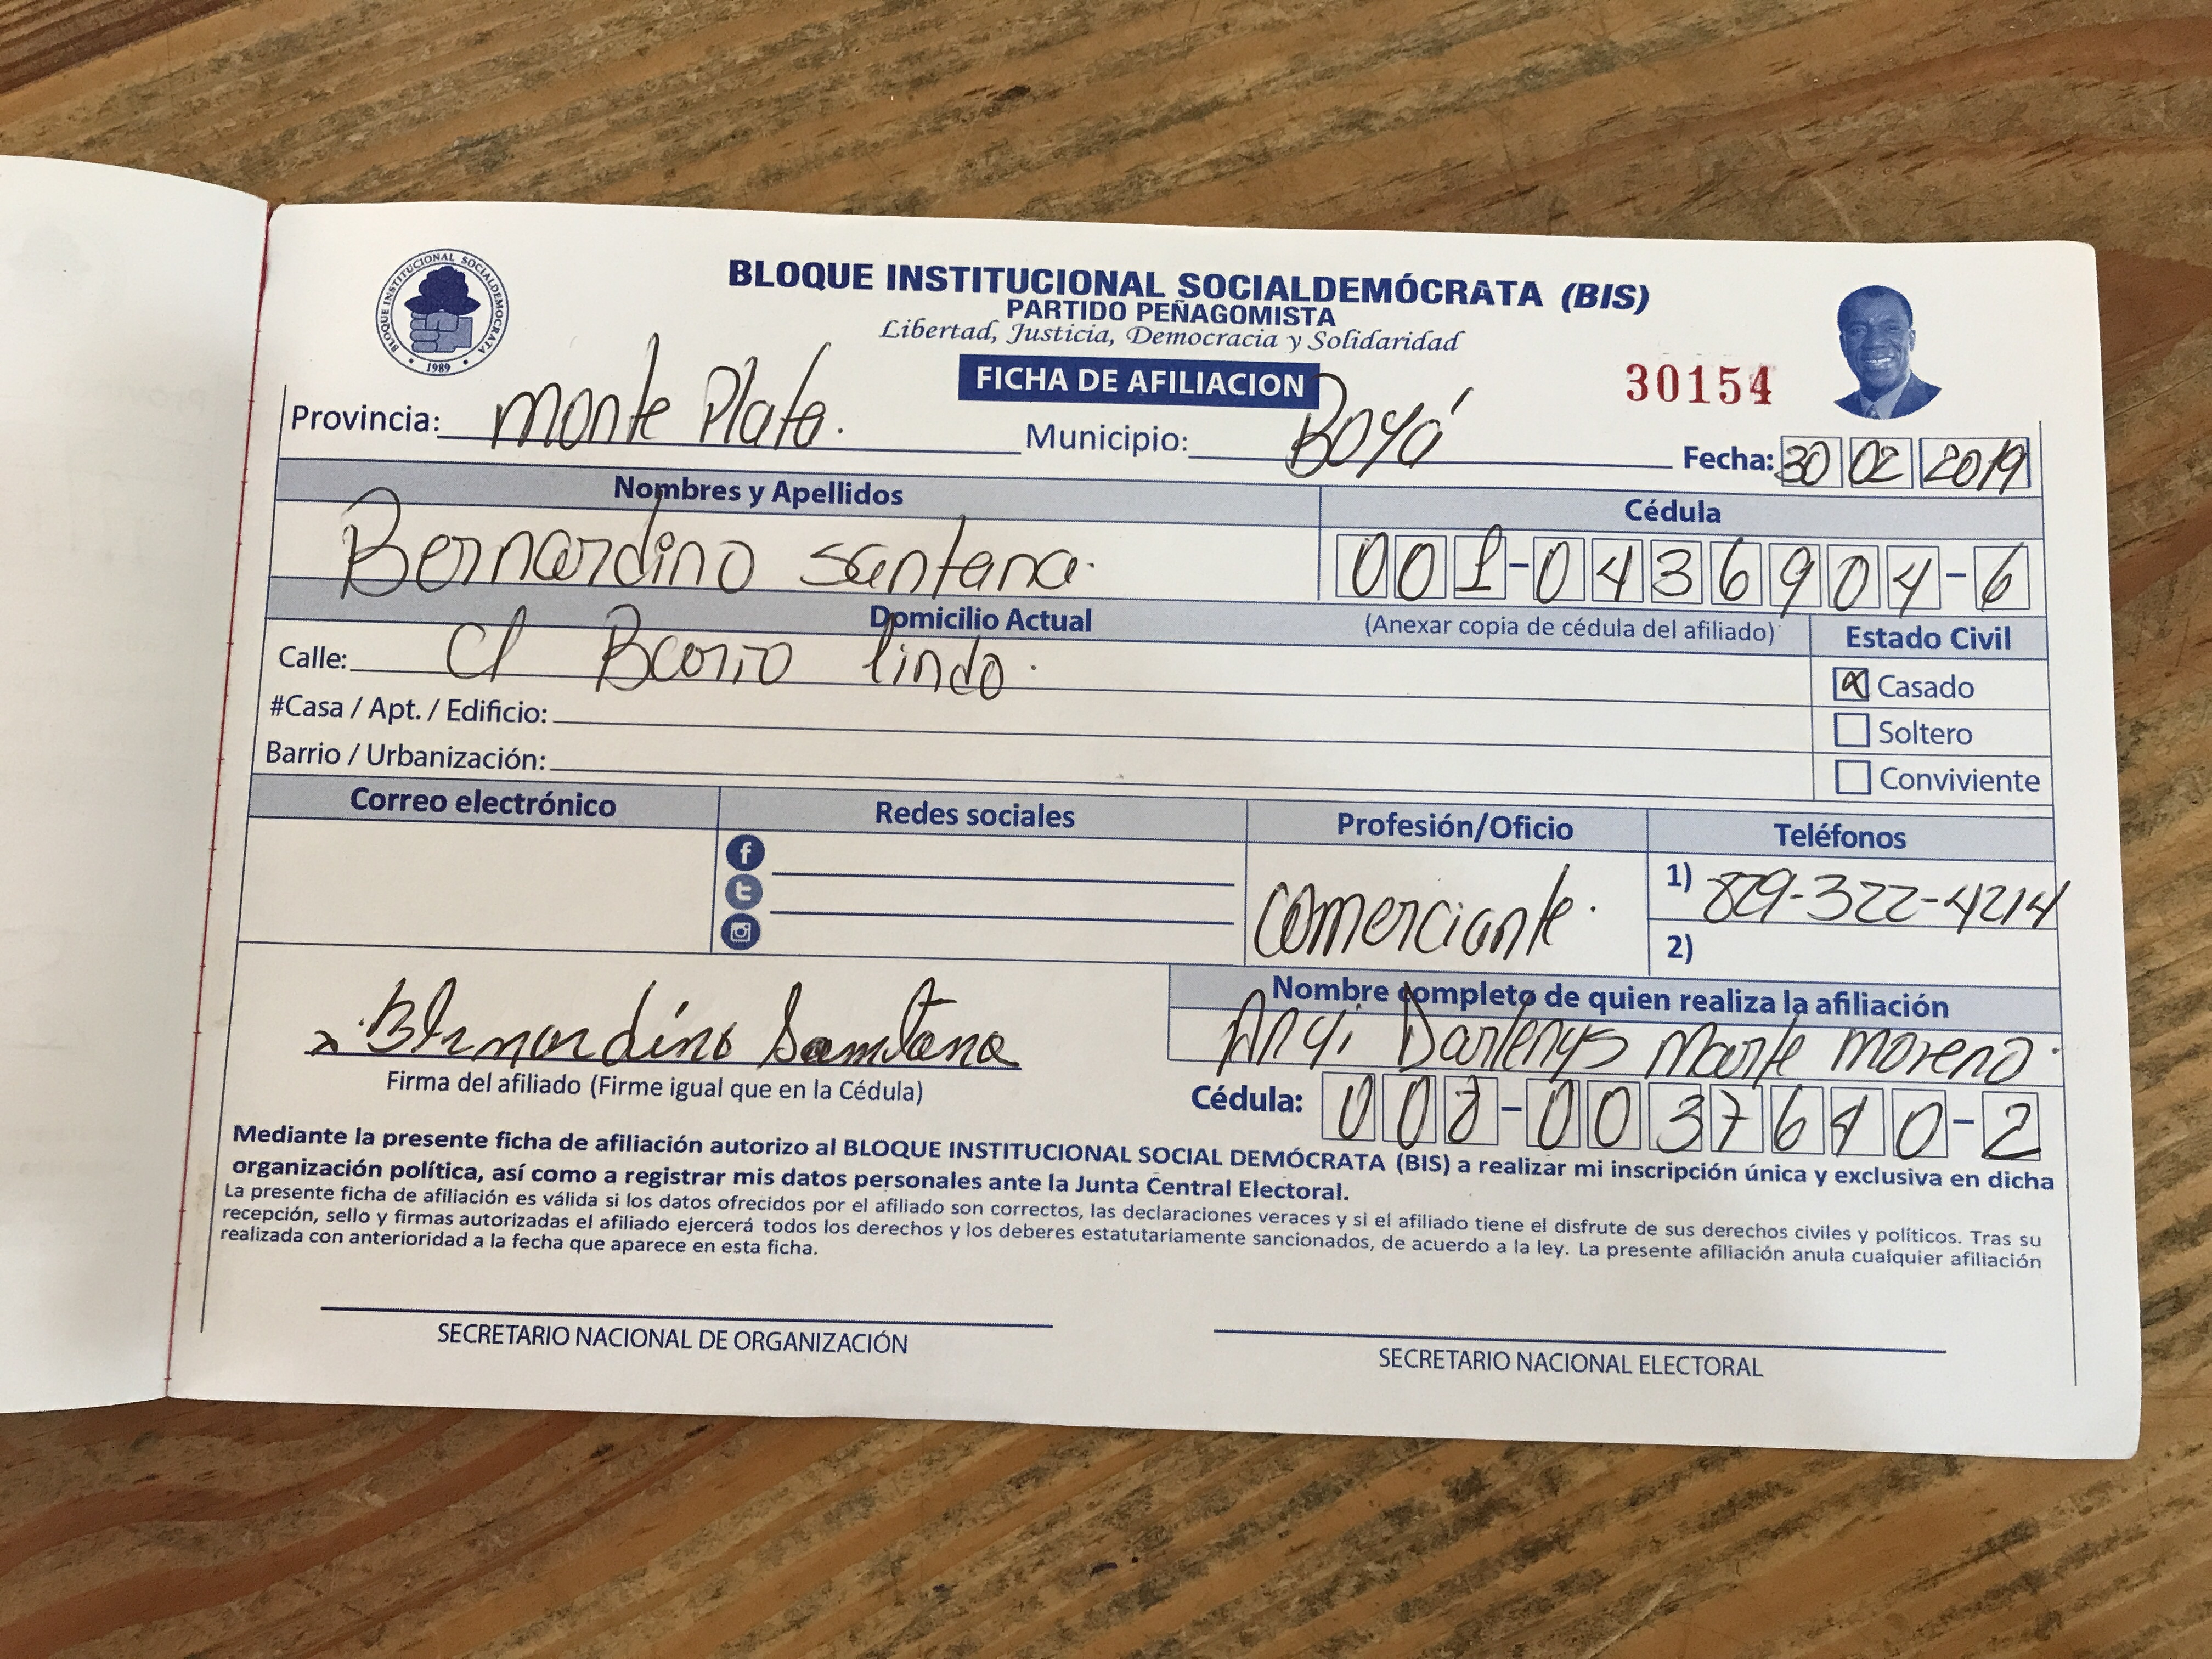 BLOQUE INSTITUCIONAL SOCIALDEMOCRATA
1989
BLOQUE INSTITUCIONAL SOCIALDEMÓCRATA (BIS)
PARTIDO PEÑAGOMISTA
Libertad, Justicia, Democracia y Solidaridad
FICHA DE AFILIACION
30154
Provincia: Monte Plata. Municipio: Boyá Fecha: 30 02 2019
Nombres y Apellidos Cédula
Bernardino santana. 001-0436904-6
Domicilio Actual (Anexar copia de cédula del afiliado) Estado Civil
Calle: c/ Barrio lindo. Casado
#Casa / Apt. / Edificio: Soltero
Barrio / Urbanización: Conviviente
Correo electrónico Redes sociales Profesión/Oficio Teléfonos
comerciante. 1) 829-322-4214
2)
Nombre completo de quien realiza la afiliación
x Bernardino Santana Angi Darlenys Marte Moreno.
Firma del afiliado (Firme igual que en la Cédula) Cédula:
Mediante la presente ficha de afiliación autorizo al BLOQUE INSTITUCIONAL SOCIAL DEMÓCRATA (BIS) a realizar mi inscripción única y exclusiva en dicha
organización política, así como a registrar mis datos personales ante la Junta Central Electoral.
La presente ficha de afiliación es válida si los datos ofrecidos por el afiliado son correctos, las declaraciones veraces y si el afiliado tiene el disfrute de sus derechos civiles y políticos. Tras su
recepción, sello y firmas autorizadas el afiliado ejercerá todos los derechos y los deberes estatutariamente sancionados, de acuerdo a la ley. La presente afiliación anula cualquier afiliación
realizada con anterioridad a la fecha que aparece en esta ficha.
SECRETARIO NACIONAL DE ORGANIZACIÓN SECRETARIO NACIONAL ELECTORAL